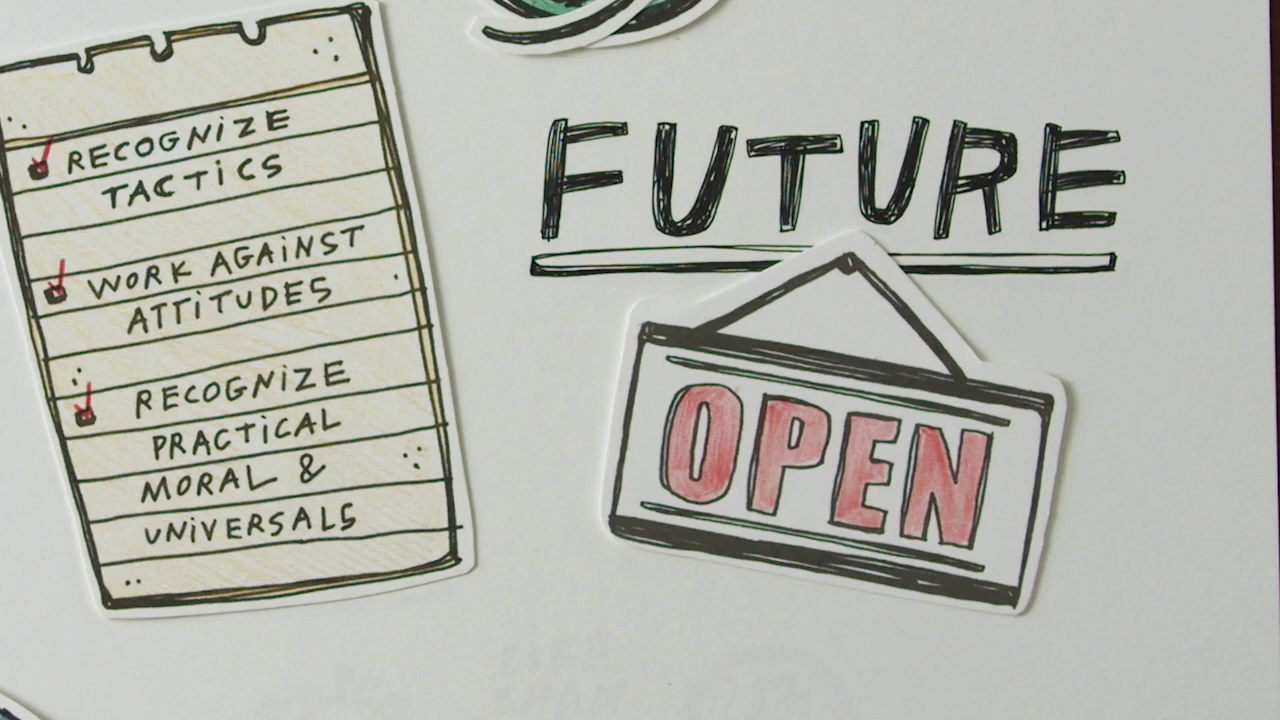 RECOGNIZE
TACTICS
WORK AGAINST
ATTITUDES
RECOGNIZE
PRACTICAL
MORAL &
UNIVERSALS
FUTURE
OPEN